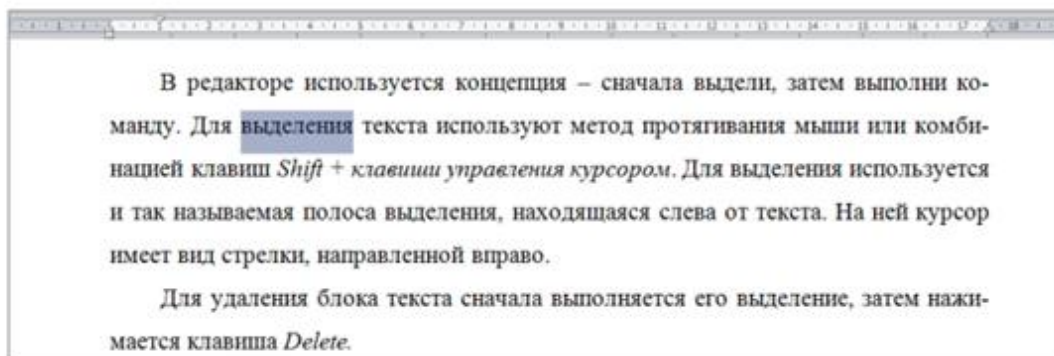 В редакторе используется концепция – сначала выдели, затем выполни ко-
манду. Для выделения текста используют метод протягивания мыши или комби-
нацией клавиш Shift + клавиши управления курсором. Для выделения используется
и так называемая полоса выделения, находящаяся слева от текста. На ней курсор
имеет вид стрелки, направленной вправо.
Для удаления блока текста сначала выполняется его выделение, затем нажи-
мается клавиша Delete.